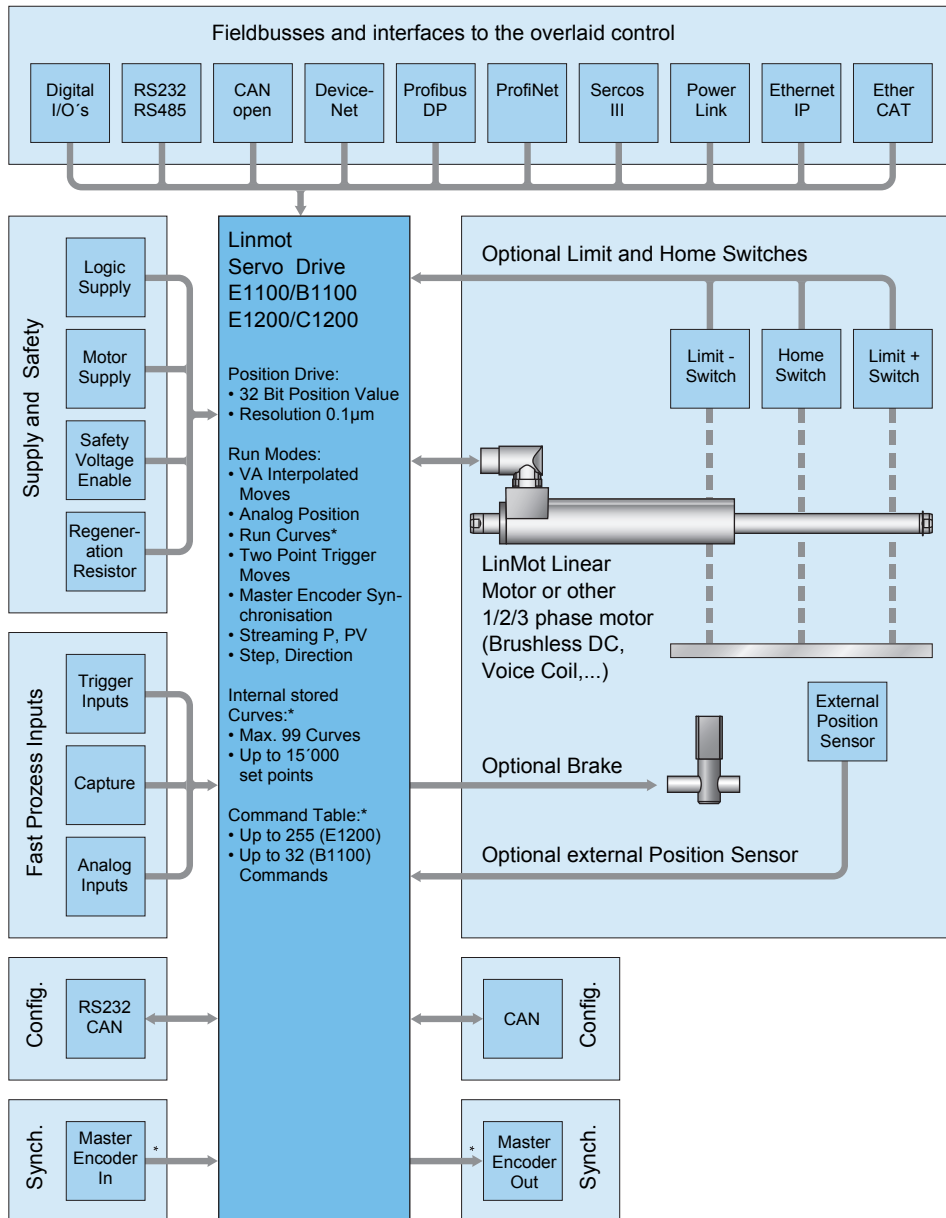 Fieldbusses and interfaces to the overlaid control
Digital
I/O´s
RS232
RS485
CAN
open
Device-
Net
Profibus
DP
ProfiNet
Sercos
III
Power
Link
Ethernet
IP
Ether
CAT
Supply and Safety
Logic
Supply
Motor
Supply
Safety
Voltage
Enable
Regener-
ation
Resistor
Fast Prozess Inputs
Trigger
Inputs
Capture
Analog
Inputs
Config.
RS232
CAN
Synch.
Master
Encoder
In
*
Linmot
Servo Drive
E1100/B1100
E1200/C1200
Position Drive:
• 32 Bit Position Value
• Resolution 0.1µm
Run Modes:
• VA Interpolated
Moves
• Analog Position
• Run Curves*
• Two Point Trigger
Moves
• Master Encoder Syn-
chronisation
• Streaming P, PV
• Step, Direction
Internal stored
Curves:*
• Max. 99 Curves
• Up to 15´000
set points
Command Table:*
• Up to 255 (E1200)
• Up to 32 (B1100)
Commands
Optional Limit and Home Switches
Limit -
Switch
Home
Switch
Limit +
Switch
LinMot Linear
Motor or other
1/2/3 phase motor
(Brushless DC,
Voice Coil,...)
External
Position
Sensor
Optional Brake
Optional external Position Sensor
CAN
Config.
*
Master
Encoder
Out
Synch.